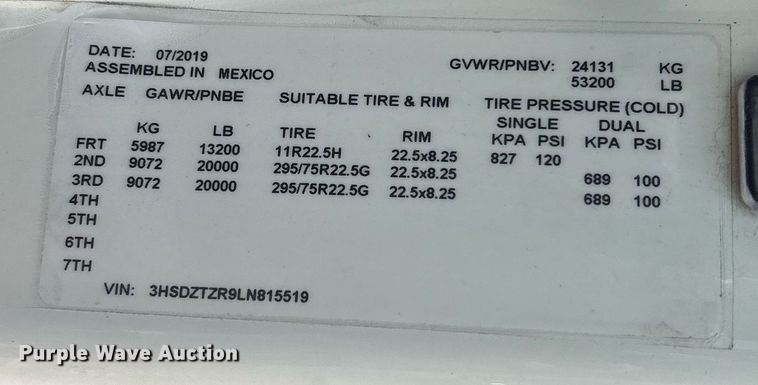 DATE: 07/2019 GVWR/PNBV: 24131 KG
ASSEMBLED IN MEXICO 53200 LB
AXLE GAWR/PNBE SUITABLE TIRE & RIM TIRE PRESSURE (COLD)
SINGLE DUAL
KG LB TIRE RIM KPA PSI KPA PSI
FRT 5987 13200 11R22.5H 22.5x8.25 827 120
2ND 9072 20000 295/75R22.5G 22.5x8.25 689 100
3RD 9072 20000 295/75R22.5G 22.5x8.25 689 100
4TH
5TH
6TH
7TH
VIN: 3HSDZTZR9LN815519
Purple Wave Auction